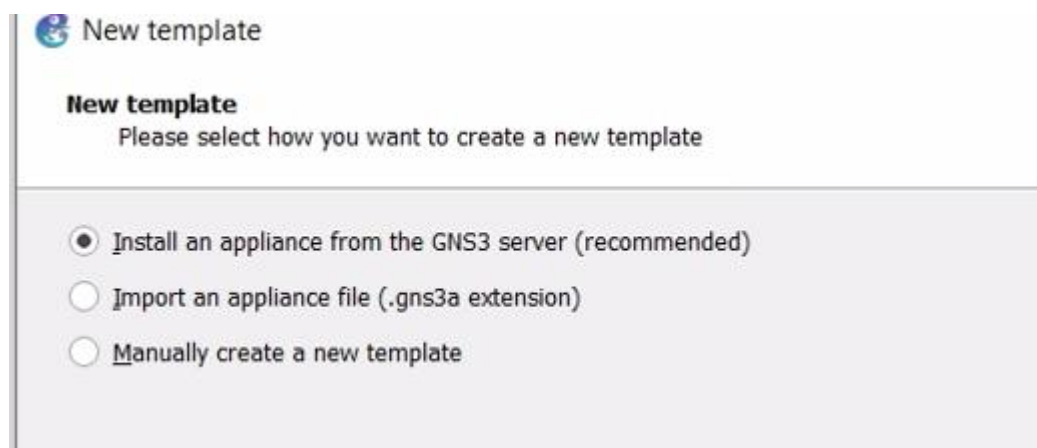 New template
New template
Please select how you want to create a new template
Install an appliance from the GNS3 server (recommended)
Import an appliance file (.gns3a extension)
Manually create a new template